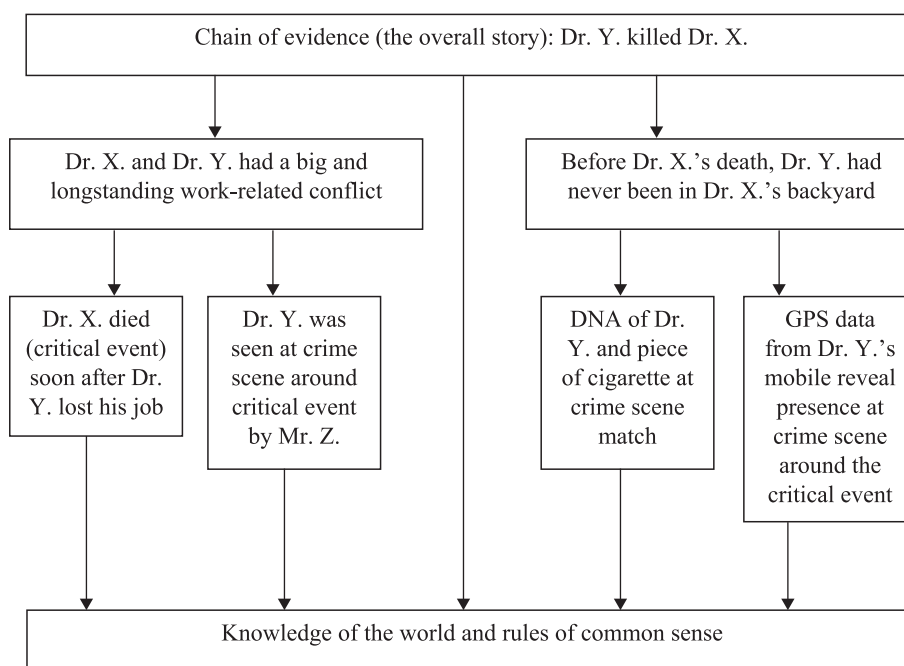 Chain of evidence (the overall story): Dr. Y. killed Dr. X.
Dr. X. and Dr. Y. had a big and
longstanding work-related conflict
Before Dr. X.’s death, Dr. Y. had
never been in Dr. X.’s backyard
Dr. X. died
(critical event)
soon after Dr.
Y. lost his job
Dr. Y. was
seen at crime
scene around
critical event
by Mr. Z.
DNA of Dr.
Y. and piece
of cigarette at
crime scene
match
GPS data
from Dr. Y.’s
mobile reveal
presence at
crime scene
around the
critical event
Knowledge of the world and rules of common sense